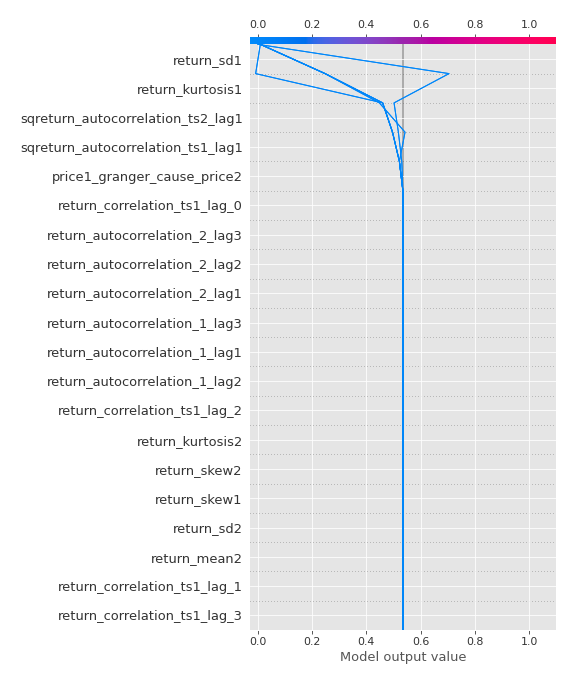 0.0 0.2 0.4 0.6 0.8 1.0
return_sd1
return_kurtosis1
sqreturn_autocorrelation_ts2_lag1
sqreturn_autocorrelation_ts1_lag1
price1_granger_cause_price2
return_correlation_ts1_lag_0
return_autocorrelation_2_lag3
return_autocorrelation_2_lag2
return_autocorrelation_2_lag1
return_autocorrelation_1_lag3
return_autocorrelation_1_lag1
return_autocorrelation_1_lag2
return_correlation_ts1_lag_2
return_kurtosis2
return_skew2
return_skew1
return_sd2
return_mean2
return_correlation_ts1_lag_1
return_correlation_ts1_lag_3
0.0 0.2 0.4 0.6 0.8 1.0
Model output value